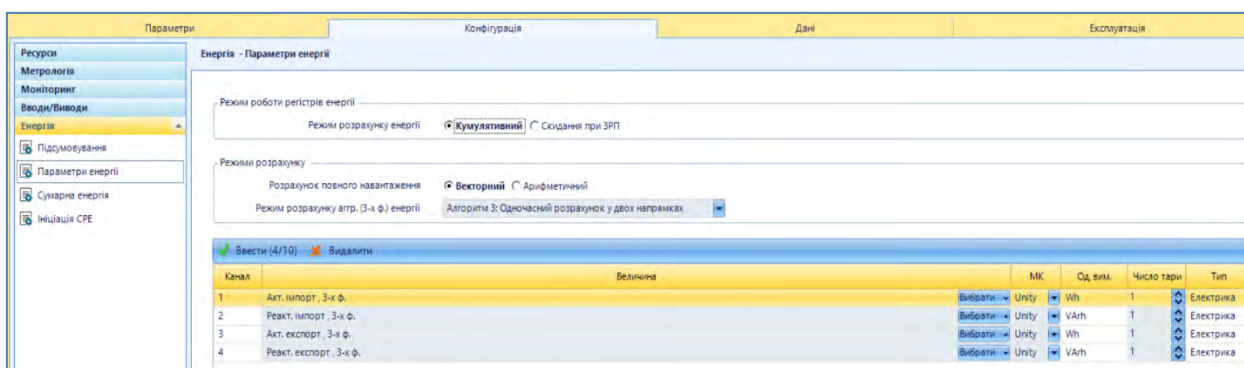 Параметри Конфігурація Дані Експлуатація
Ресурси
Метрологія
Моніторинг
Вводи/Виводи
Енергія
Підсумовування
Параметри енергії
Сумарна енергія
Ініціація СРЕ
Енергія - Параметри енергії
Режим роботи регістрів енергії
Режим розрахунку енергії Кумулятивний Скидання при ЗРП
Режими розрахунку
Розрахунок повного навантаження Векторний Арифметичний
Режим розрахунку агр. (3-х ф.) енергії Алгоритм 3: Одночасний розрахунок у двох напрямках
Ввести (4/10) Видалити
Канал Величина МК Од. вим. Число тари Тип
1 Акт. імпорт , 3-х ф. Вибрати Unity Wh 1 Електрика
2 Реакт. імпорт , 3-х ф. Вибрати Unity VArh 1 Електрика
3 Акт. експорт , 3-х ф. Вибрати Unity Wh 1 Електрика
4 Реакт. експорт , 3-х ф. Вибрати Unity VArh 1 Електрика